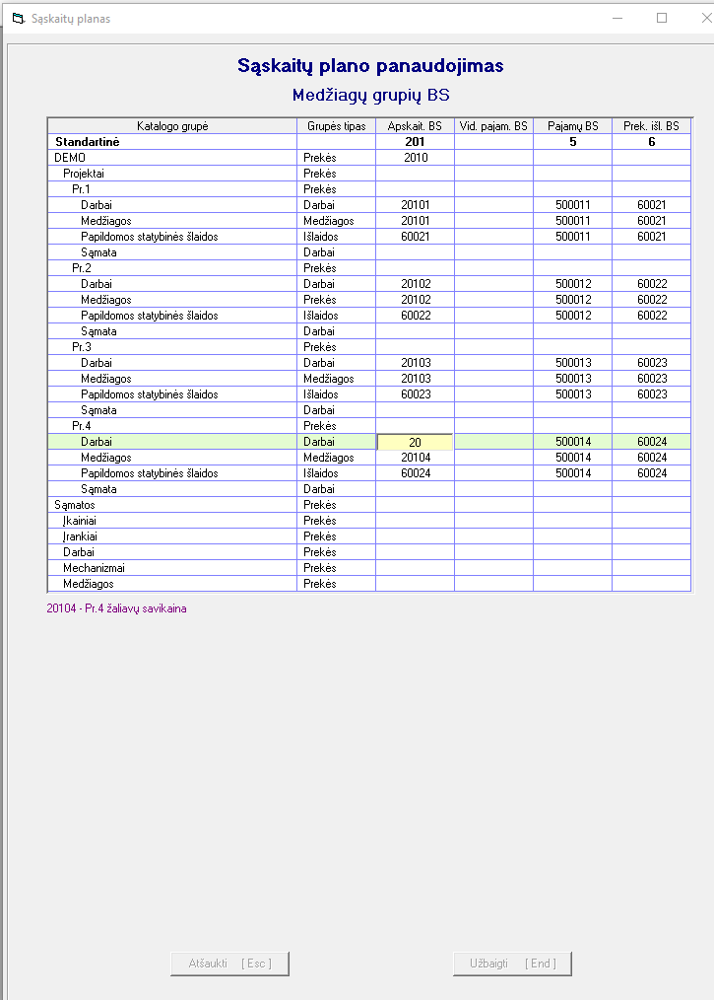 Sąskaitų planas
Sąskaitų plano panaudojimas
Medžiagų grupių BS
Katalogo grupė Grupės tipas Apskait. BS Vid. pajam. BS Pajamų BS Prek. išl. BS
Standartinė 201 5 6
DEMO Prekės 2010
Projektai Prekės
Pr.1 Prekės
Darbai Darbai 20101 500011 60021
Medžiagos Medžiagos 20101 500011 60021
Papildomos statybinės šlaidos Išlaidos 60021 500011 60021
Sąmata Darbai
Pr.2 Prekės
Darbai Darbai 20102 500012 60022
Medžiagos Prekės 20102 500012 60022
Papildomos statybinės šlaidos Išlaidos 60022 500012 60022
Sąmata Darbai
Pr.3 Prekės
Darbai Darbai 20103 500013 60023
Medžiagos Medžiagos 20103 500013 60023
Papildomos statybinės šlaidos Išlaidos 60023 500013 60023
Sąmata Darbai
Pr.4 Prekės
Darbai Darbai 20 500014 60024
Medžiagos Medžiagos 20104 500014 60024
Papildomos statybinės šlaidos Išlaidos 60024 500014 60024
Sąmata Darbai
Sąmatos Prekės
Įkainiai Prekės
Įrankiai Prekės
Darbai Prekės
Mechanizmai Prekės
Medžiagos Prekės
20104 - Pr.4 žaliavų savikaina
Atšaukti [ Esc ] Užbaigti [ End ]